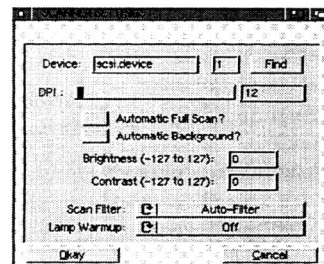 Device: scsi.device 1 Find
DPI: 12
Automatic Full Scan?
Automatic Background?
Brightness (-127 to 127): 0
Contrast (-127 to 127): 0
Scan Filter: Auto-Filter
Lamp Warmup: Off
Okay Cancel